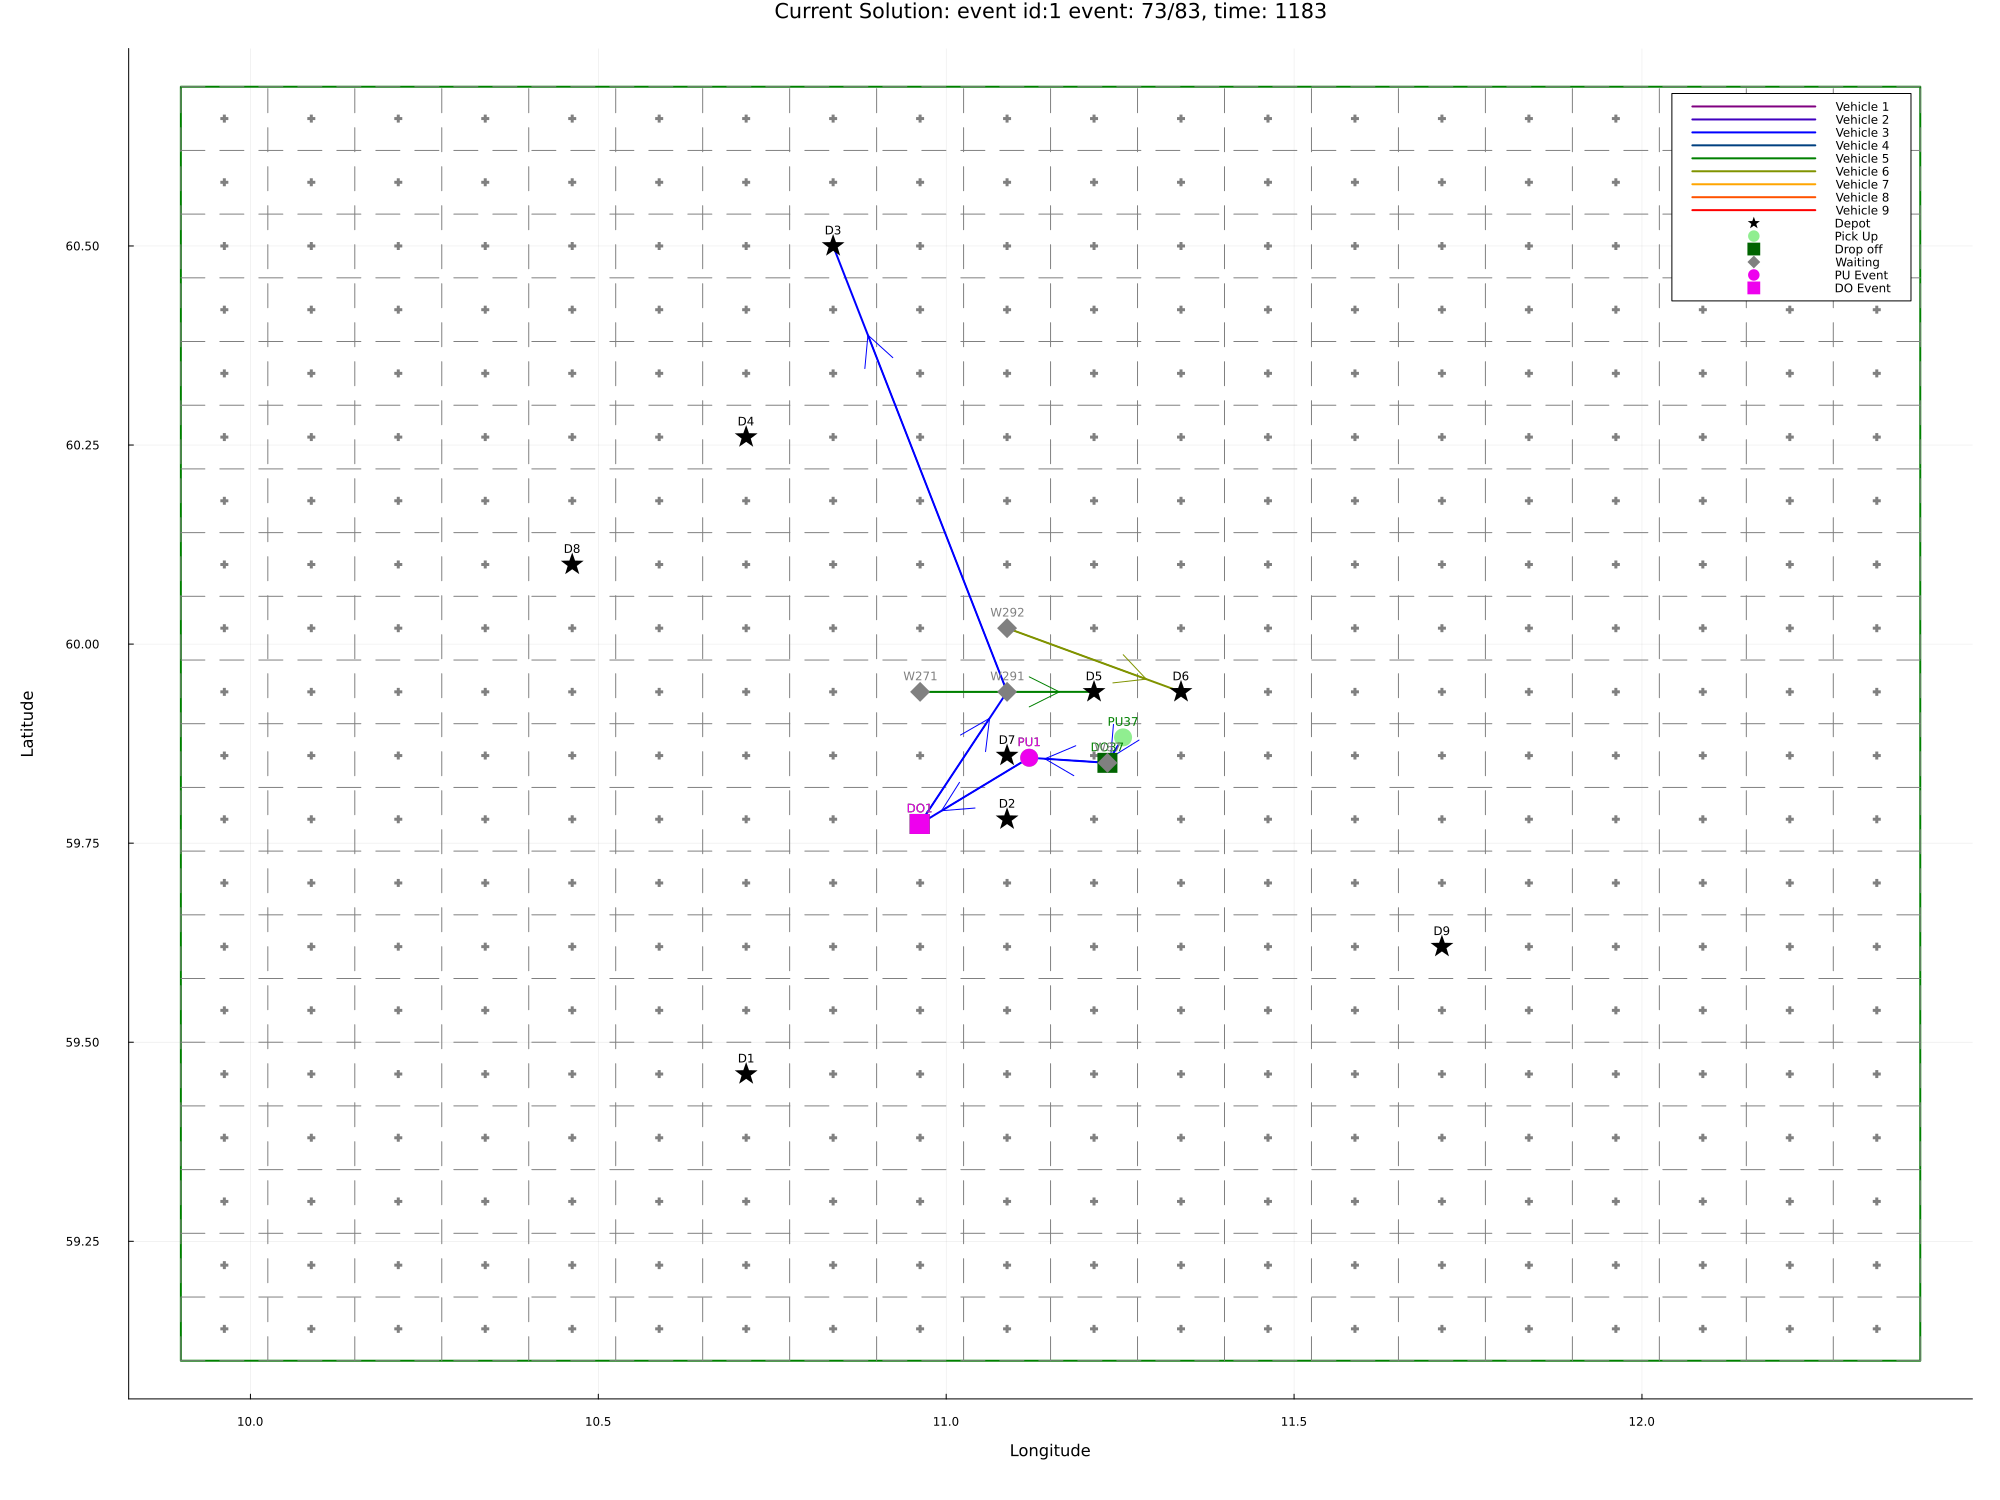 Current Solution: event id:1 event: 73/83, time: 1183
Vehicle 1
Vehicle 2
Vehicle 3
Vehicle 4
Vehicle 5
Vehicle 6
Vehicle 7
Vehicle 8
Vehicle 9
Depot
Pick Up
Drop off
Waiting
PU Event
DO Event
D3
60.50
D4
60.25
D8
W292
60.00
W271
W291
D5
D6
PU37
D7
PU1
DO37
D2
DO1
59.75
D9
59.50
D1
59.25
10.0
10.5
11.0
11.5
12.0
Longitude
Latitude